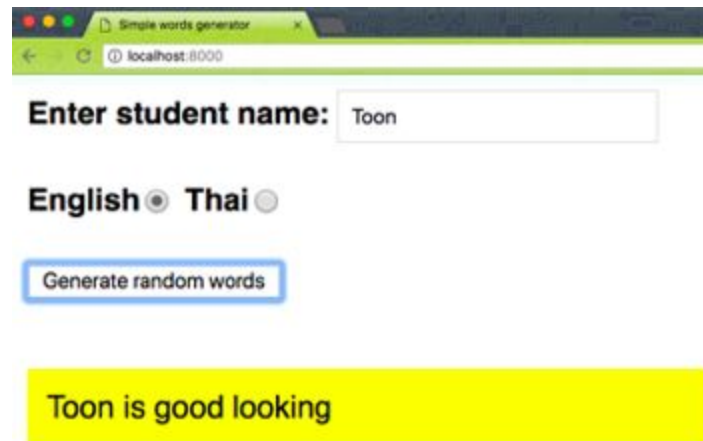 Simple words generator
localhost:8000
Enter student name: Toon
English Thai
Generate random words
Toon is good looking